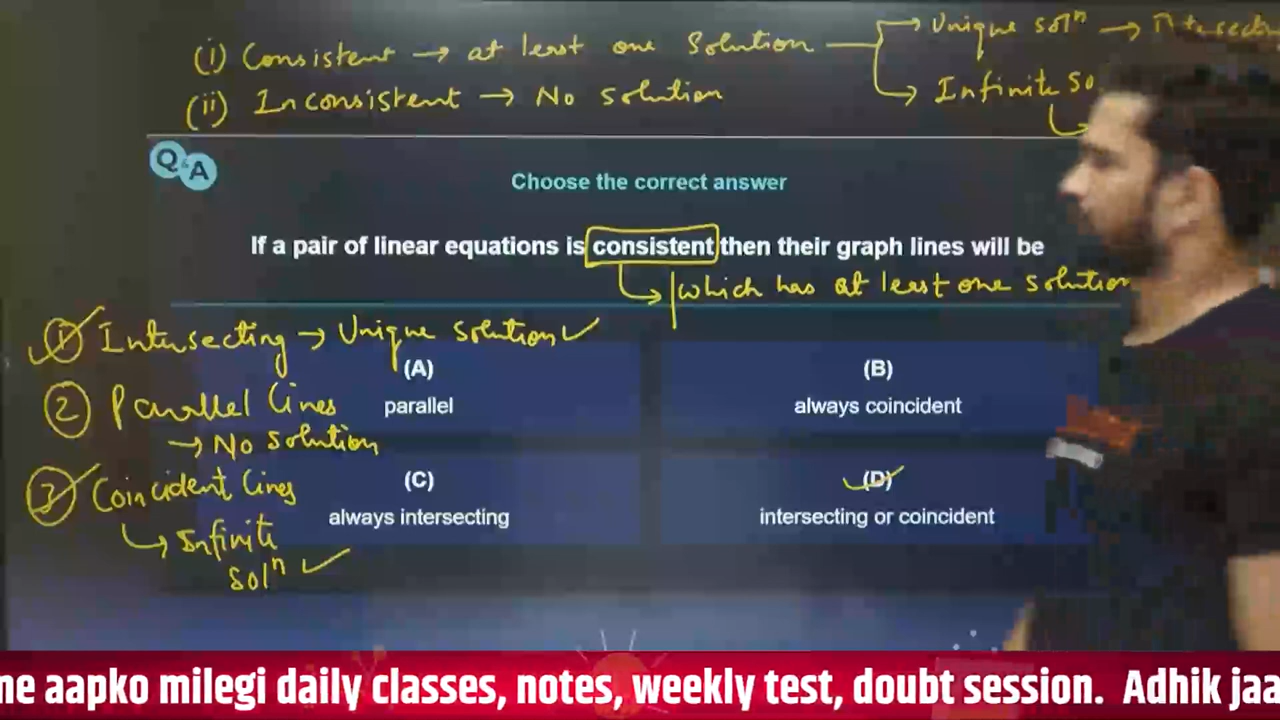 (i) Consistent → at least one Solution → Unique solⁿ →
→ Infinite so
(ii) Inconsistent → No solution
Q&A
Choose the correct answer
If a pair of linear equations is consistent then their graph lines will be
which has at least one solution
① Intersecting → Unique solution ✓
(A)
parallel
(B)
always coincident
② Parallel lines
→ No solution
③ Coincident lines
↳ Infinite
solⁿ ✓
(C)
always intersecting
(D)
intersecting or coincident
me aapko milegi daily classes, notes, weekly test, doubt session. Adhik jaa